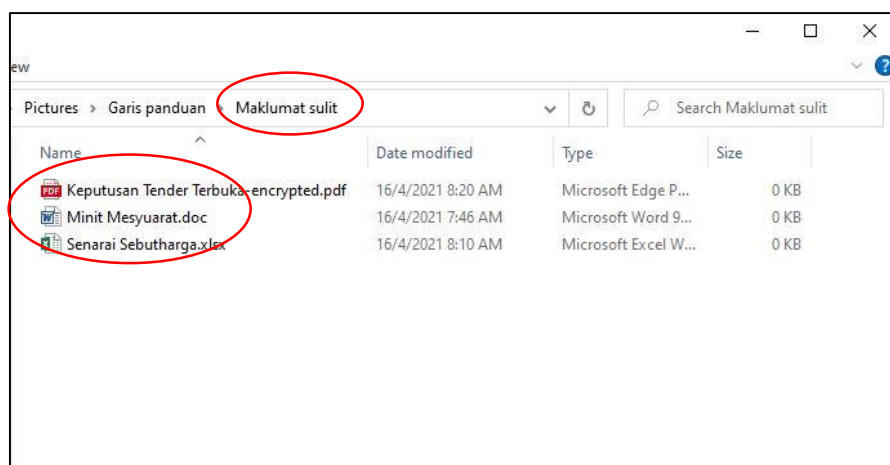 ew
Pictures > Garis panduan > Maklumat sulit
Search Maklumat sulit
Name Date modified Type Size
Keputusan Tender Terbuka-encrypted.pdf 16/4/2021 8:20 AM Microsoft Edge P... 0 KB
Minit Mesyuarat.doc 16/4/2021 7:46 AM Microsoft Word 9... 0 KB
Senarai Sebutharga.xlsx 16/4/2021 8:10 AM Microsoft Excel W... 0 KB